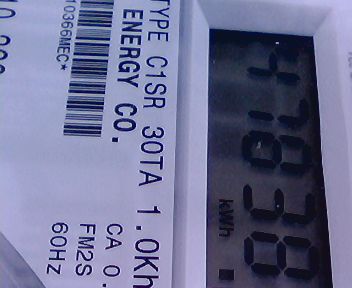 TYPE C1SR 30TA 1.0Kh
ENERGY CO.
CA 0.
FM2S
60Hz
10366MEC*
47838
kWh